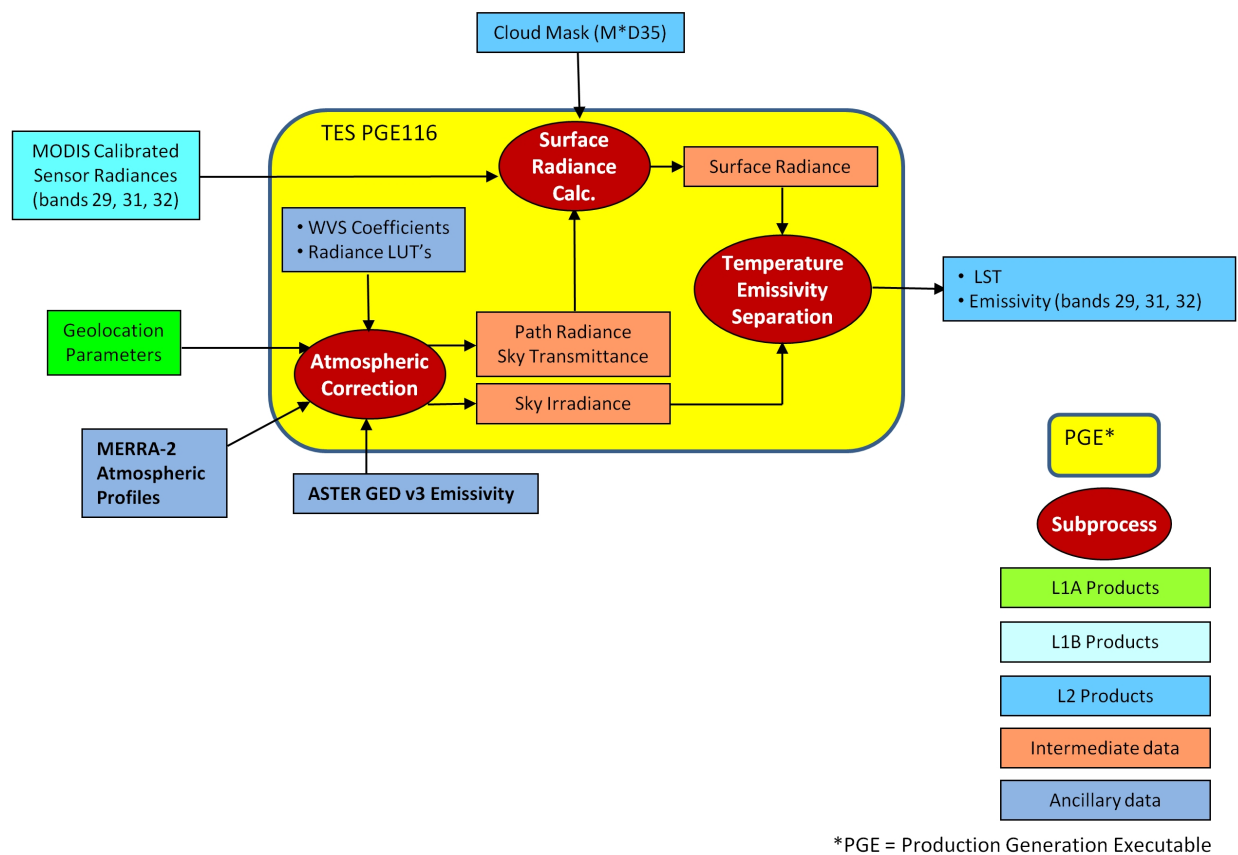 Cloud Mask (M*D35)
TES PGE116
MODIS Calibrated
Sensor Radiances
(bands 29, 31, 32)
Surface
Radiance
Calc.
Surface Radiance
• WVS Coefficients
• Radiance LUT's
Temperature
Emissivity
Separation
• LST
• Emissivity (bands 29, 31, 32)
Geolocation
Parameters
Atmospheric
Correction
Path Radiance
Sky Transmittance
Sky Irradiance
MERRA-2
Atmospheric
Profiles
ASTER GED v3 Emissivity
PGE*
Subprocess
L1A Products
L1B Products
L2 Products
Intermediate data
Ancillary data
*PGE = Production Generation Executable